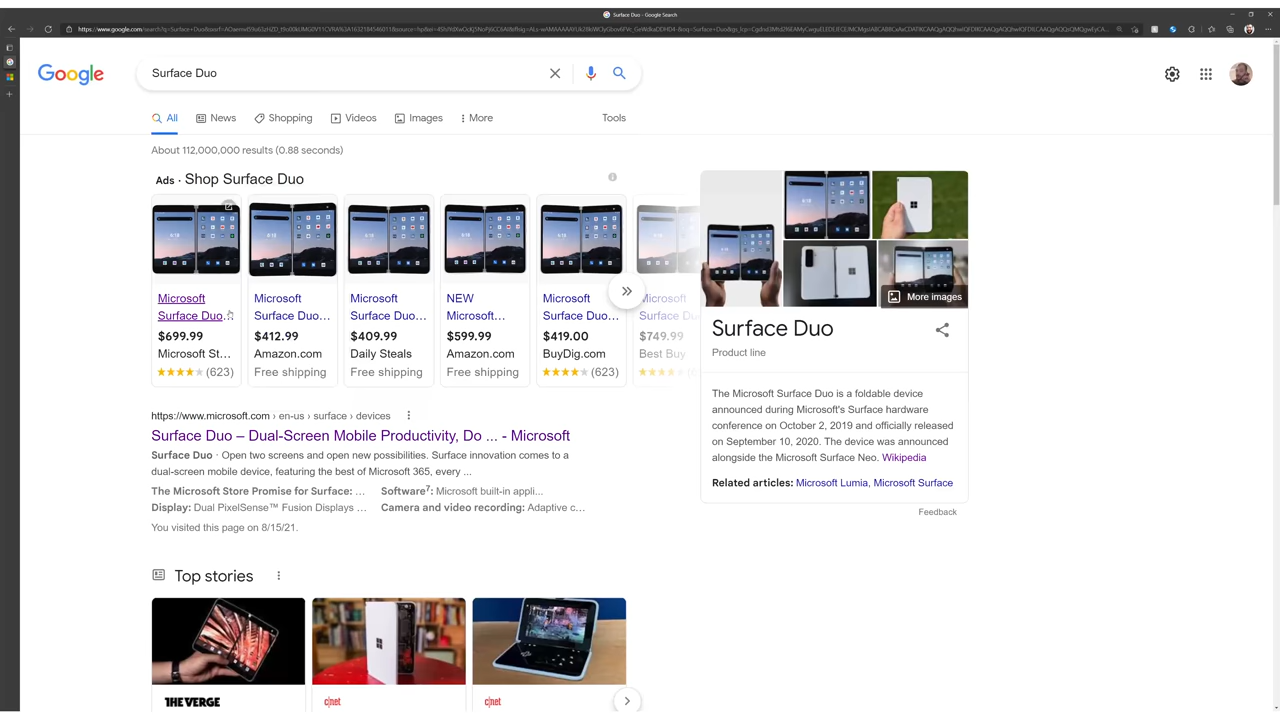 Surface Duo - Google Search
Google
Surface Duo
All
News
Shopping
Videos
Images
More
Tools
About 112,000,000 results (0.88 seconds)
Ads · Shop Surface Duo
Microsoft
Surface Duo...
$699.99
Microsoft St...
(623)
Microsoft
Surface Duo...
$412.99
Amazon.com
Free shipping
Microsoft
Surface Duo...
$409.99
Daily Steals
Free shipping
NEW
Microsoft...
$599.99
Amazon.com
Free shipping
Microsoft
Surface Duo...
$419.00
BuyDig.com
(623)
Microsoft
Surface Du
$749.99
Best Buy
https://www.microsoft.com › en-us › surface › devices
Surface Duo – Dual-Screen Mobile Productivity, Do ... - Microsoft
Surface Duo · Open two screens and open new possibilities. Surface innovation comes to a
dual-screen mobile device, featuring the best of Microsoft 365, every ...
The Microsoft Store Promise for Surface: ...
Software7: Microsoft built-in appli...
Display: Dual PixelSense™ Fusion Displays ...
Camera and video recording: Adaptive c...
You visited this page on 8/15/21.
Top stories
THE VERGE
c|net
c|net
More images
Surface Duo
Product line
The Microsoft Surface Duo is a foldable device
announced during Microsoft's Surface hardware
conference on October 2, 2019 and officially released
on September 10, 2020. The device was announced
alongside the Microsoft Surface Neo. Wikipedia
Related articles: Microsoft Lumia, Microsoft Surface
Feedback